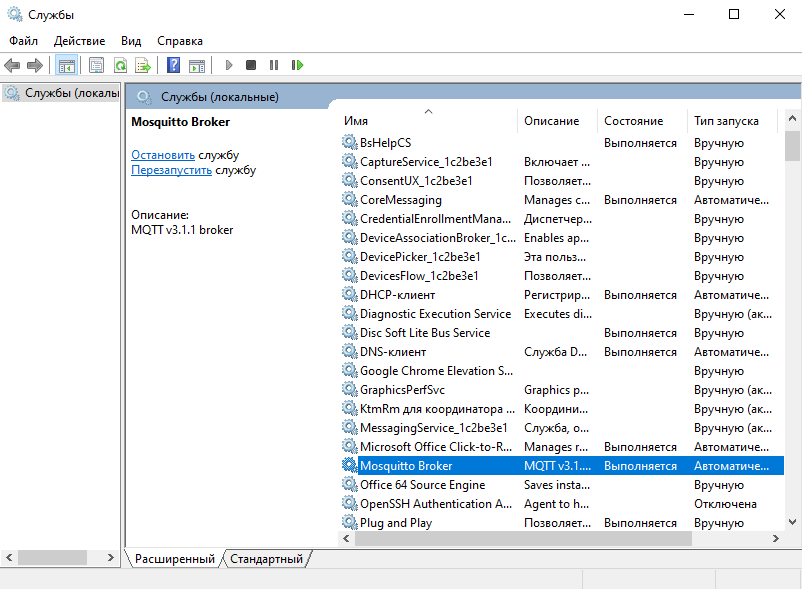 Службы
Файл Действие Вид Справка
Службы (локалы
Службы (локальные)
Mosquitto Broker
Остановить службу
Перезапустить службу
Описание:
MQTT v3.1.1 broker
Имя Описание Состояние Тип запуска
BsHelpCS Выполняется Вручную
CaptureService_1c2be3e1 Включает ... Вручную
ConsentUX_1c2be3e1 Позволяет... Вручную
CoreMessaging Manages c... Выполняется Автоматиче...
CredentialEnrollmentMana... Диспетчер... Вручную
DeviceAssociationBroker_1c... Enables ap... Вручную
DevicePicker_1c2be3e1 Эта польз... Вручную
DevicesFlow_1c2be3e1 Позволяет... Вручную
DHCP-клиент Регистрир... Выполняется Автоматиче...
Diagnostic Execution Service Executes di... Вручную (ак...
Disc Soft Lite Bus Service Выполняется Вручную
DNS-клиент Служба D... Выполняется Автоматиче...
Google Chrome Elevation S... Вручную
GraphicsPerfSvc Graphics p... Вручную (ак...
KtmRm для координатора ... Координи... Вручную (ак...
MessagingService_1c2be3e1 Служба, о... Вручную (ак...
Microsoft Office Click-to-R... Manages r... Выполняется Автоматиче...
Mosquitto Broker MQTT v3.1.... Выполняется Автоматиче...
Office 64 Source Engine Saves insta... Вручную
OpenSSH Authentication A... Agent to h... Отключена
Plug and Play Позволяет... Выполняется Вручную
Расширенный Стандартный